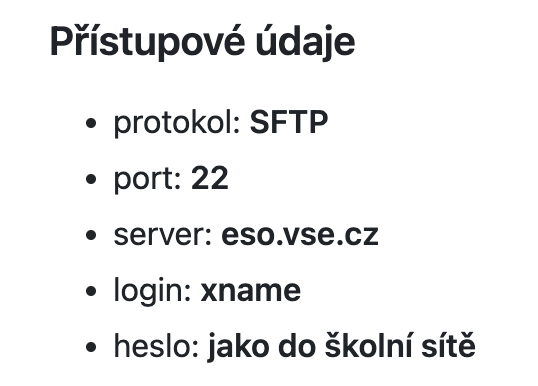 Přístupové údaje
• protokol: SFTP
• port: 22
• server: eso.vse.cz
• login: xname
• heslo: jako do školní sítě